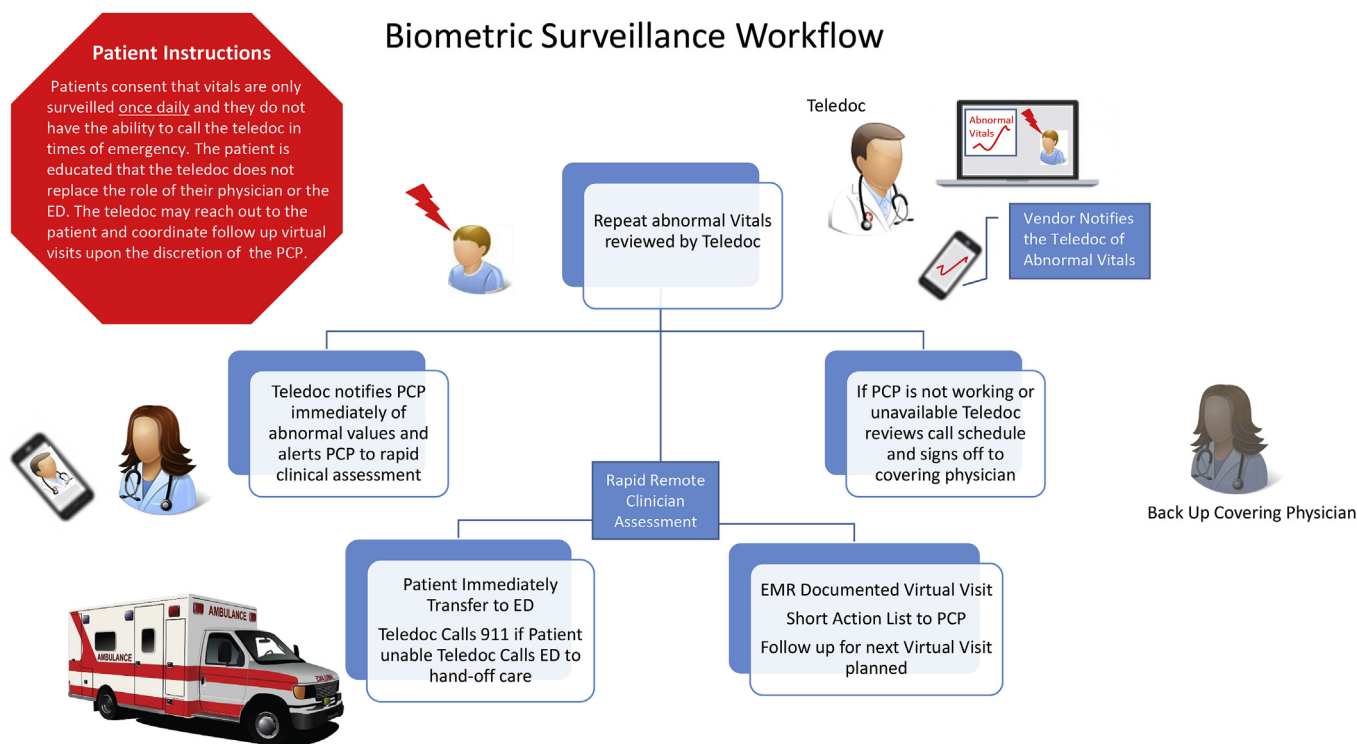 Biometric Surveillance Workflow
Patient Instructions
Patients consent that vitals are only
surveilled once daily and they do not
have the ability to call the teledoc in
times of emergency. The patient is
educated that the teledoc does not
replace the role of their physician or the
ED. The teledoc may reach out to the
patient and coordinate follow up virtual
visits upon the discretion of the PCP.
Teledoc
Abnormal
Vitals
Vendor Notifies
the Teledoc of
Abnormal Vitals
Repeat abnormal Vitals
reviewed by Teledoc
Teledoc notifies PCP
immediately of
abnormal values and
alerts PCP to rapid
clinical assessment
If PCP is not working or
unavailable Teledoc
reviews call schedule
and signs off to
covering physician
Back Up Covering Physician
Rapid Remote
Clinician
Assessment
Patient Immediately
Transfer to ED
Teledoc Calls 911 if Patient
unable Teledoc Calls ED to
hand-off care
EMR Documented Virtual Visit
Short Action List to PCP
Follow up for next Virtual Visit
planned
AMBULANCE
AMBULANCE